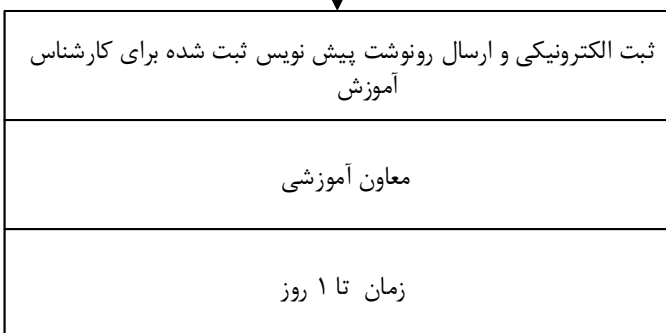 ثبت الکترونیکی و ارسال رونوشت پیش نویس ثبت شده برای کارشناس
آموزش
معاون آموزشی
زمان تا ۱ روز